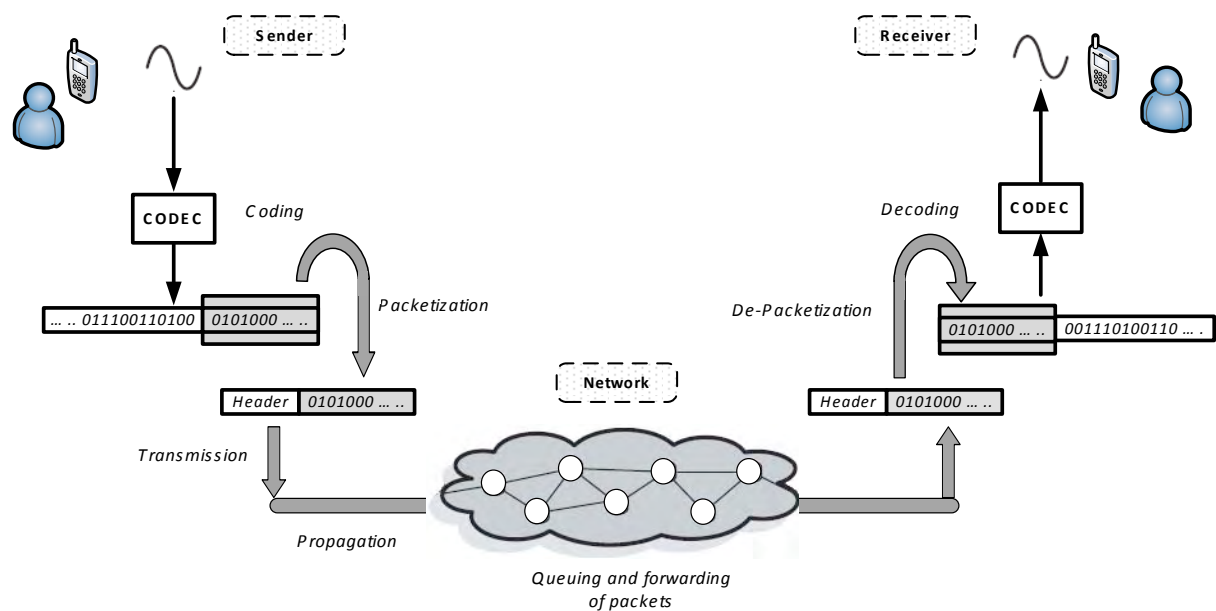 Sender
Receiver
CODEC
Coding
Decoding
CODEC
... .. 011100110100 0101000 ... ..
Packetization
De-Packetization
0101000 ... .. 001110100110 ... .
Network
Header 0101000 ... ..
Header 0101000 ... ..
Transmission
Propagation
Queuing and forwarding
of packets